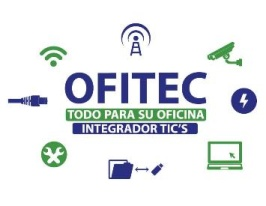 OFITEC
TODO PARA SU OFICINA
INTEGRADOR TIC'S